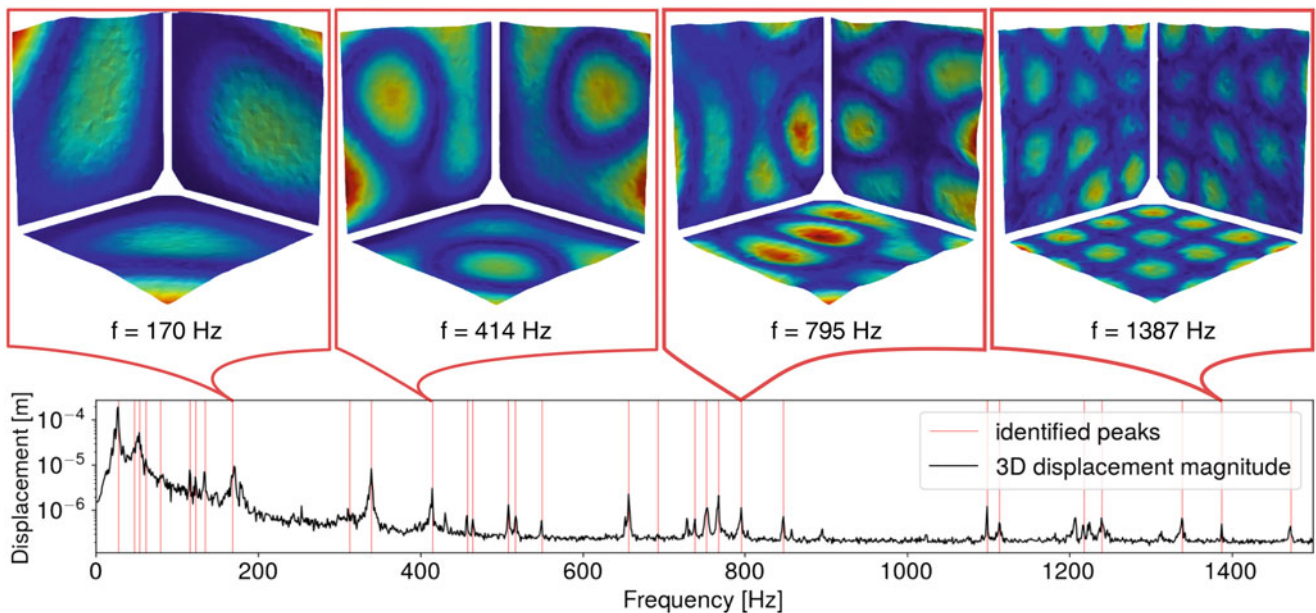 f = 170 Hz
f = 414 Hz
f = 795 Hz
f = 1387 Hz
Displacement [m]
10⁻⁴
10⁻⁵
10⁻⁶
identified peaks
3D displacement magnitude
0 200 400 600 800 1000 1200 1400
Frequency [Hz]